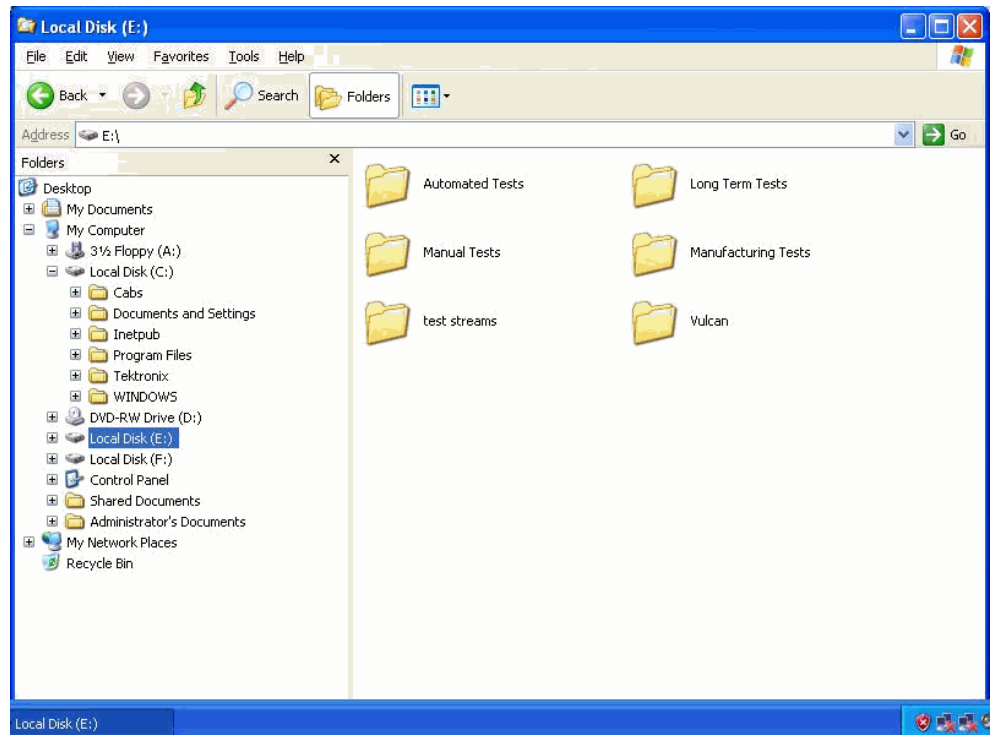 Local Disk (E:)
File Edit View Favorites Tools Help
Back Search Folders
Address E:\ Go
Folders
Desktop
My Documents
My Computer
3½ Floppy (A:)
Local Disk (C:)
Cabs
Documents and Settings
Inetpub
Program Files
Tektronix
WINDOWS
DVD-RW Drive (D:)
Local Disk (E:)
Local Disk (F:)
Control Panel
Shared Documents
Administrator's Documents
My Network Places
Recycle Bin
Automated Tests Long Term Tests
Manual Tests Manufacturing Tests
test streams Vulcan
Local Disk (E:)